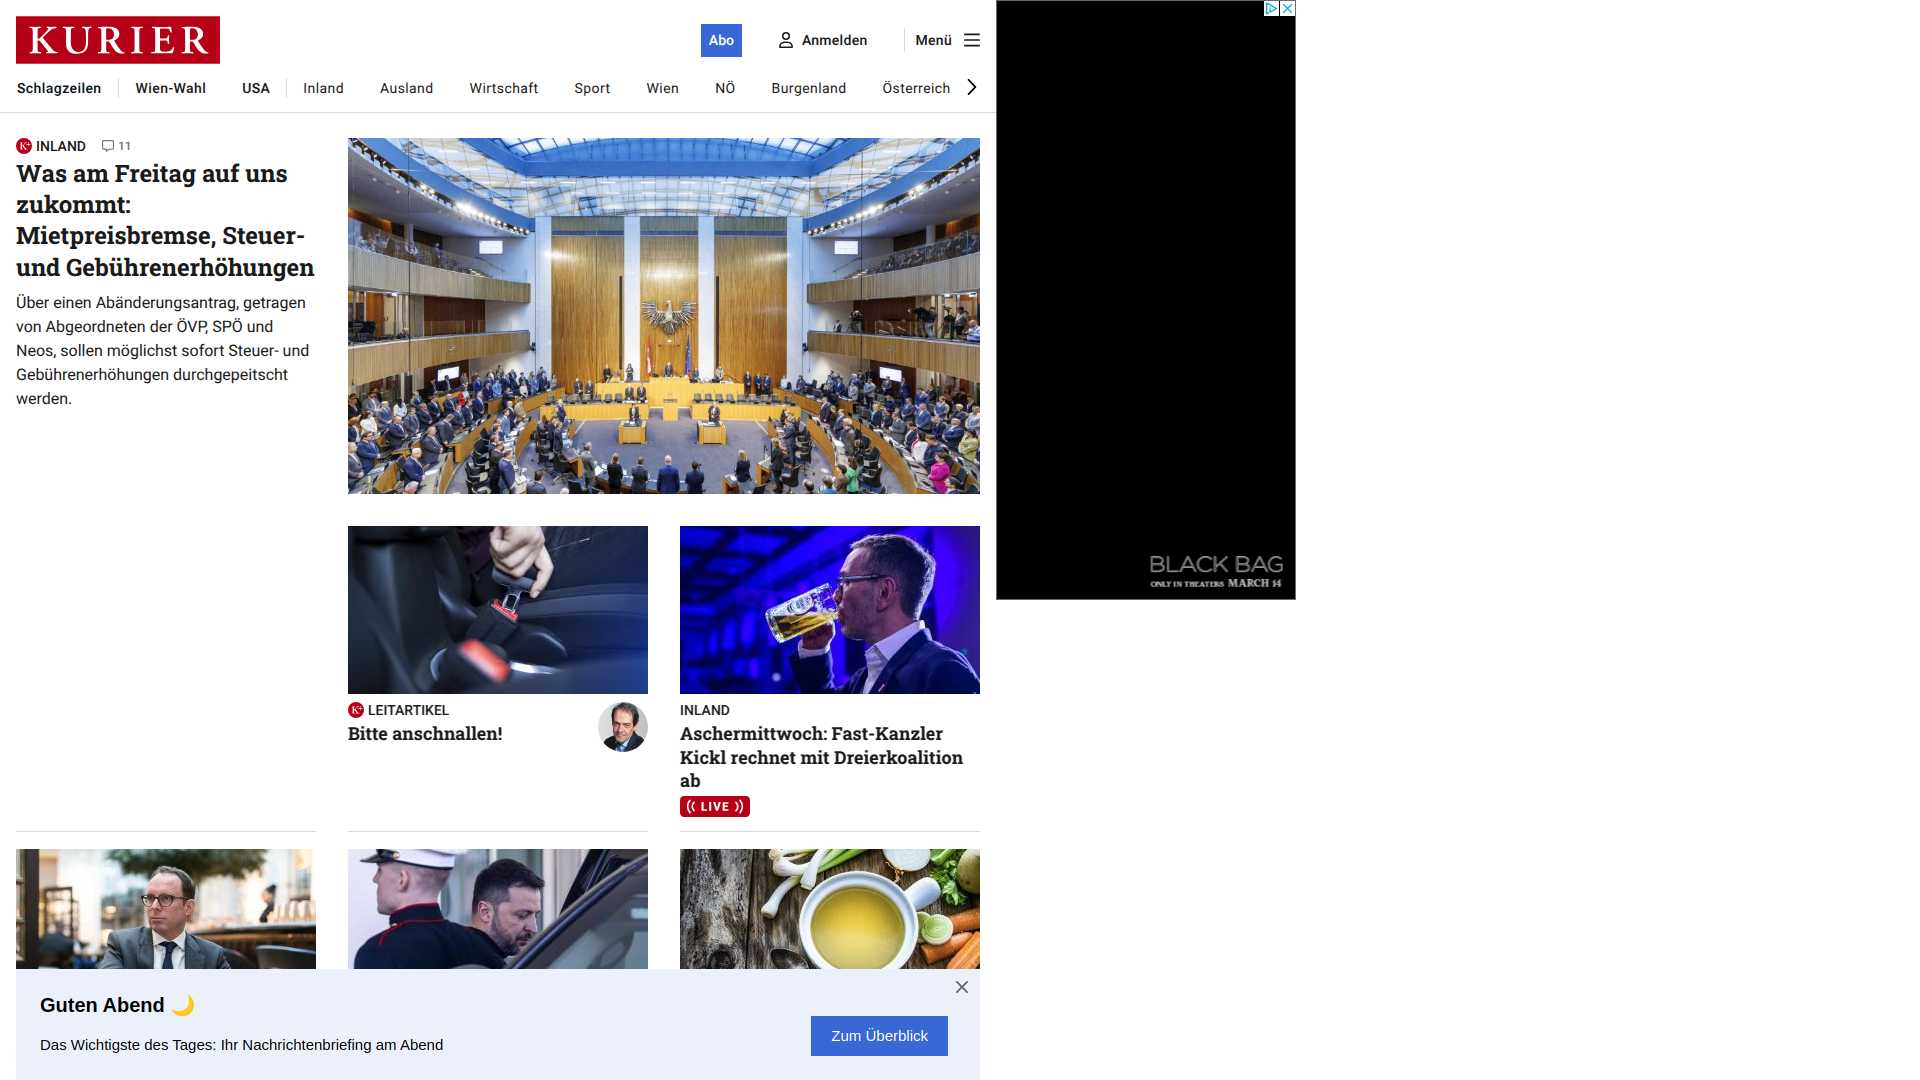 KURIER
Abo
Anmelden
Menü
Schlagzeilen
Wien-Wahl
USA
Inland
Ausland
Wirtschaft
Sport
Wien
NÖ
Burgenland
Österreich
K+ INLAND 11
Was am Freitag auf uns
zukommt:
Mietpreisbremse, Steuer-
und Gebührenerhöhungen
Über einen Abänderungsantrag, getragen
von Abgeordneten der ÖVP, SPÖ und
Neos, sollen möglichst sofort Steuer- und
Gebührenerhöhungen durchgepeitscht
werden.
K+ LEITARTIKEL
Bitte anschnallen!
INLAND
Aschermittwoch: Fast-Kanzler
Kickl rechnet mit Dreierkoalition
ab
LIVE
BLACK BAG
ONLY IN THEATERS MARCH 14
Guten Abend 🌙
Das Wichtigste des Tages: Ihr Nachrichtenbriefing am Abend
Zum Überblick